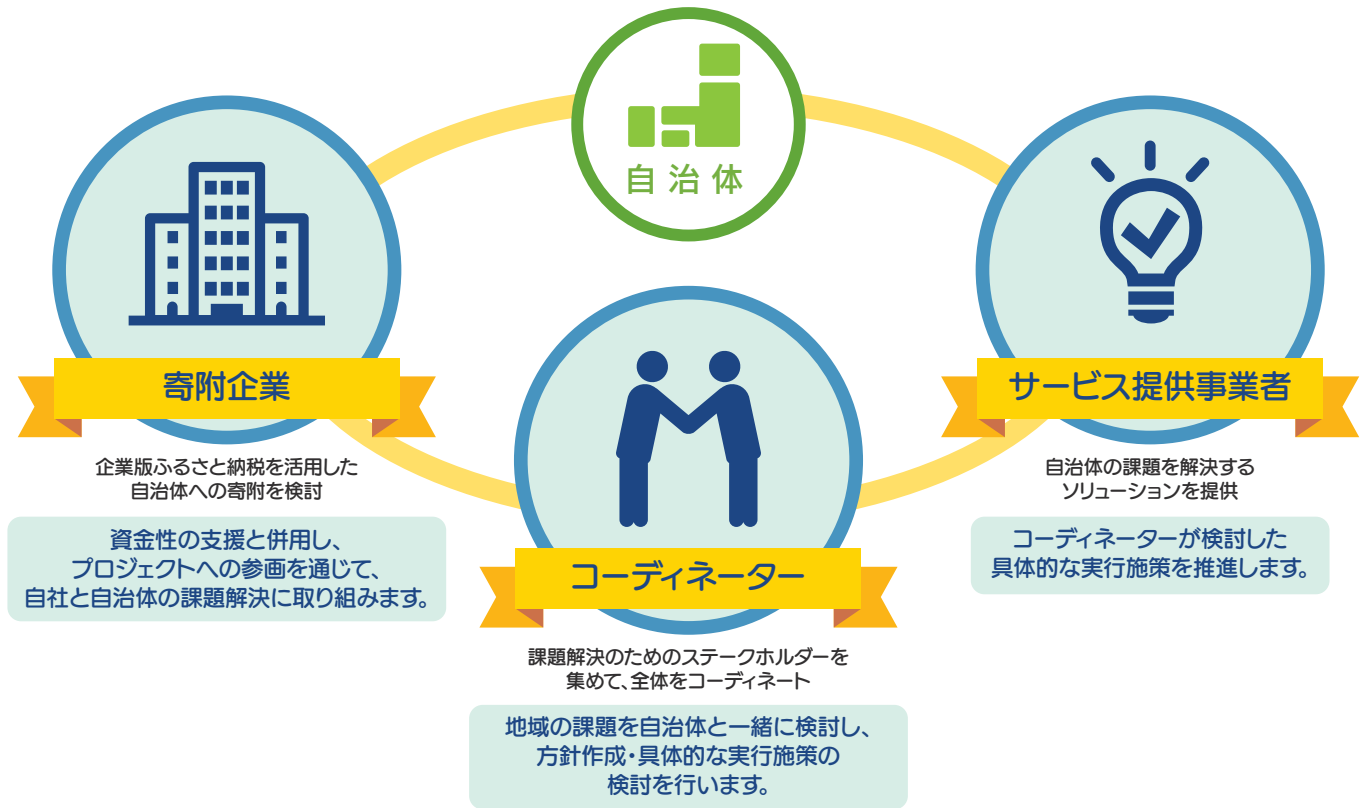 自治体
寄附企業
企業版ふるさと納税を活用した
自治体への寄附を検討
資金性の支援と併用し、
プロジェクトへの参画を通じて、
自社と自治体の課題解決に取り組みます。
コーディネーター
課題解決のためのステークホルダーを
集めて、全体をコーディネート
地域の課題を自治体と一緒に検討し、
方針作成・具体的な実行施策の
検討を行います。
サービス提供事業者
自治体の課題を解決する
ソリューションを提供
コーディネーターが検討した
具体的な実行施策を推進します。